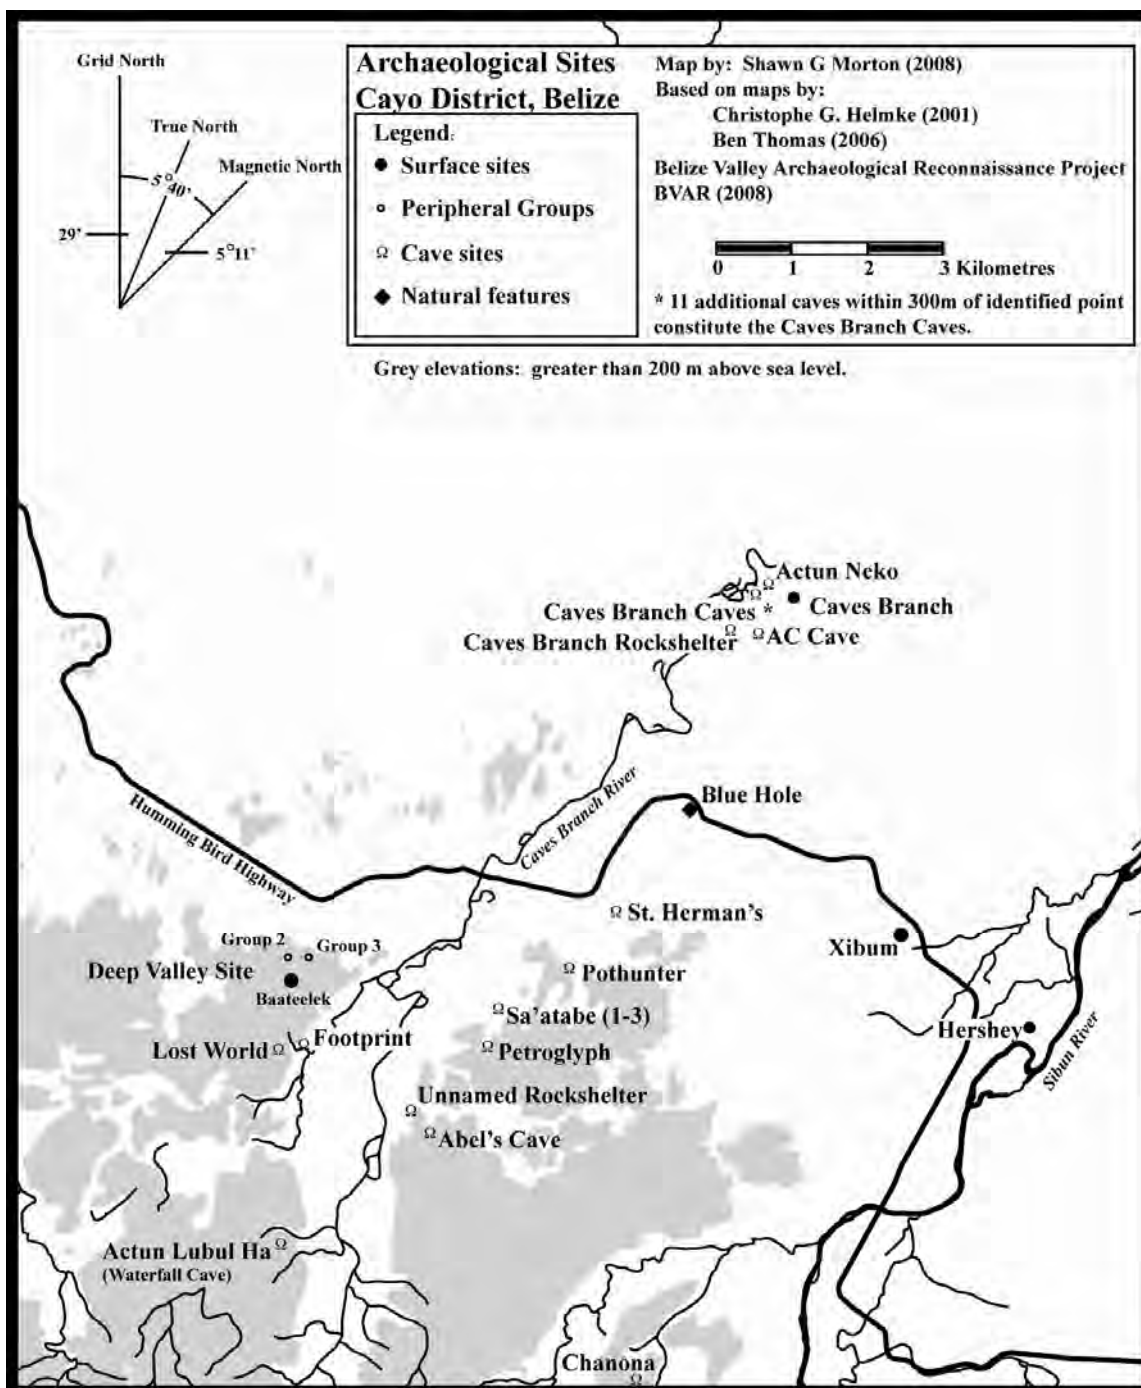 Grid North
True North
Magnetic North
5° 40'
29'
5°11'
Archaeological Sites
Cayo District, Belize
Legend:
Surface sites
Peripheral Groups
Ω Cave sites
Natural features
Map by: Shawn G Morton (2008)
Based on maps by:
Christophe G. Helmke (2001)
Ben Thomas (2006)
Belize Valley Archaeological Reconnaissance Project
BVAR (2008)
0 1 2 3 Kilometres
* 11 additional caves within 300m of identified point
constitute the Caves Branch Caves.
Grey elevations: greater than 200 m above sea level.
Actun Neko
Caves Branch Caves *
Caves Branch
Caves Branch Rockshelter
AC Cave
Caves Branch River
Blue Hole
Humming Bird Highway
St. Herman's
Xibum
Group 2
Group 3
Deep Valley Site
Baateelek
Pothunter
Sa'atabe (1-3)
Hershey
Sibun River
Footprint
Lost World
Petroglyph
Unnamed Rockshelter
Abel's Cave
Actun Lubul Ha
(Waterfall Cave)
Chanona